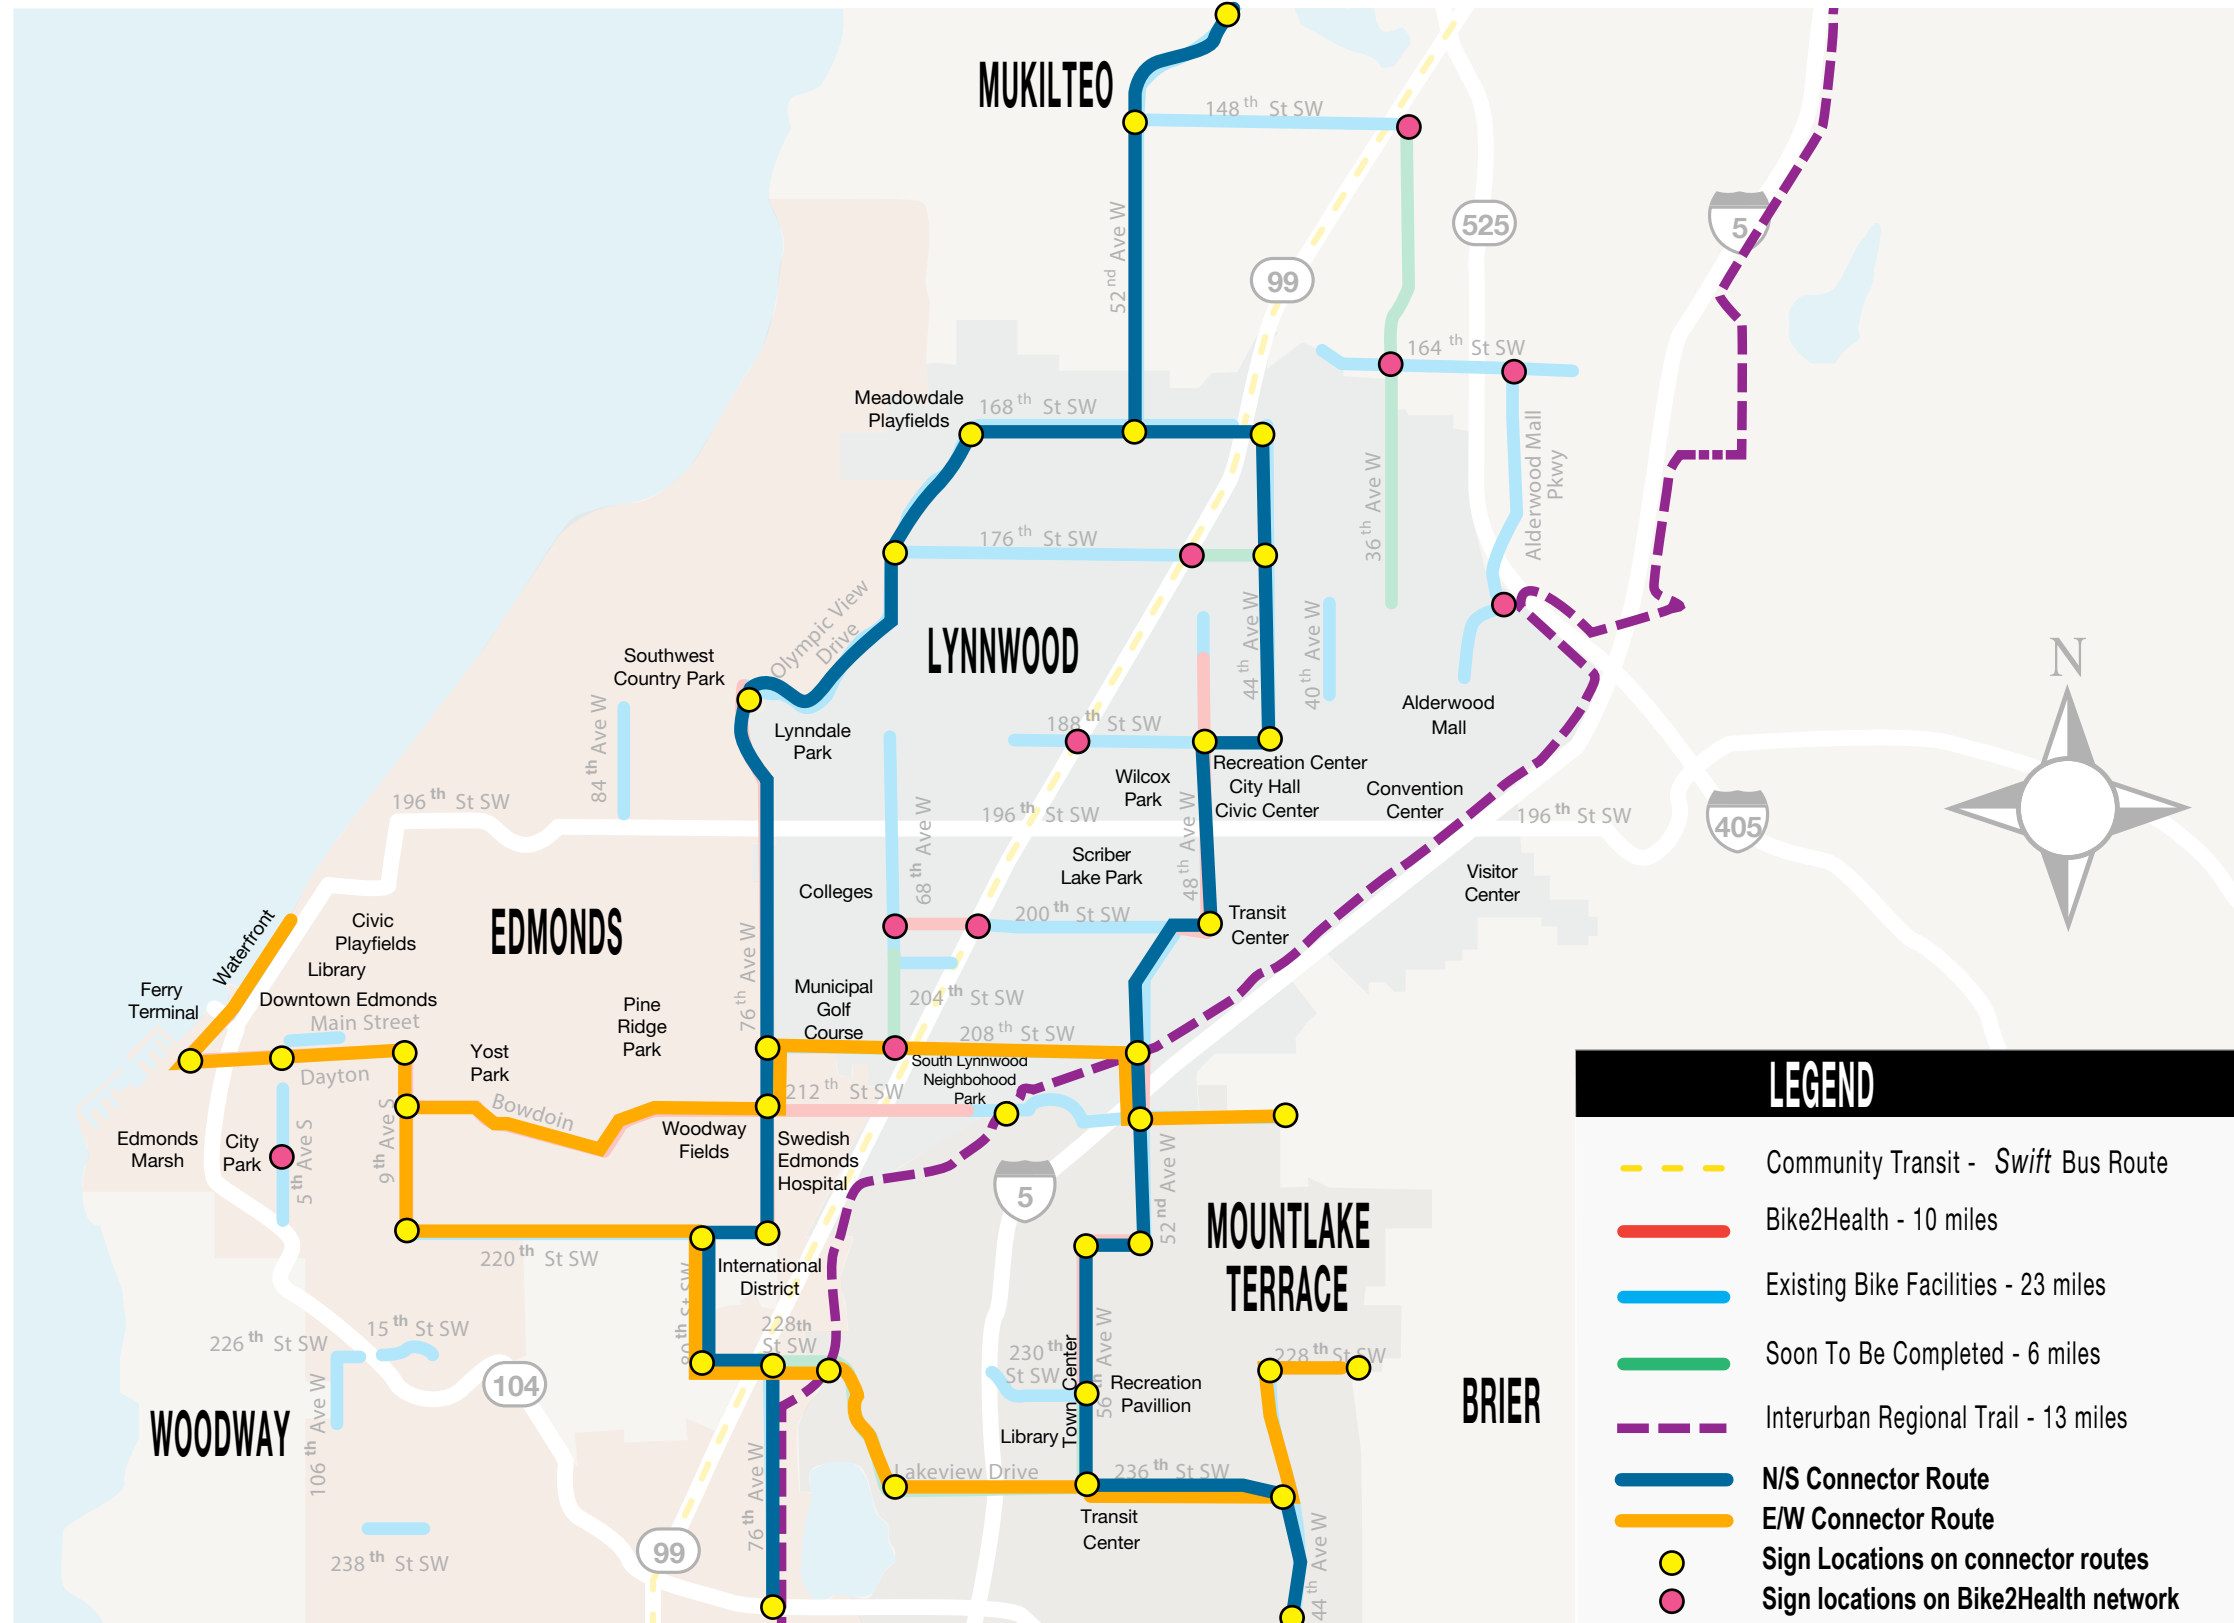 MUKILTEO
148th St SW
52nd Ave W
525
5
99
164th St SW
Meadowdale
Playfields
168th St SW
36th Ave W
Alderwood Mall
Pkwy
176th St SW
Olympic View
Drive
LYNNWOOD
44th Ave W
40th Ave W
Southwest
Country Park
84th Ave W
Lynndale
Park
188th St SW
Alderwood
Mall
N
Recreation Center
City Hall
Civic Center
Wilcox
Park
Convention
Center
196th St SW
196th St SW
196th St SW
405
68th Ave W
48th Ave W
Scriber
Lake Park
Colleges
Visitor
Center
200th St SW
Transit
Center
EDMONDS
Civic
Playfields
Library
Waterfront
Ferry
Terminal
Downtown Edmonds
Main Street
Dayton
76th Ave W
Municipal
Golf
Course
204th St SW
208th St SW
Pine
Ridge
Park
Yost
Park
South Lynnwood
Neighbohood
Park
212th St SW
Bowdoin
9th Ave S
5th Ave S
Edmonds
Marsh
City
Park
Woodway
Fields
Swedish
Edmonds
Hospital
5
52nd Ave W
MOUNTLAKE
TERRACE
220th St SW
International
District
80th St SW
228th
St SW
15th St SW
226th St SW
106th Ave W
104
WOODWAY
230th
St SW
Town Center
56th Ave W
Recreation
Pavillion
Library
228th St SW
BRIER
Lakeview Drive
236th St SW
Transit
Center
76th Ave W
44th Ave W
238th St SW
99
LEGEND
Community Transit - Swift Bus Route
Bike2Health - 10 miles
Existing Bike Facilities - 23 miles
Soon To Be Completed - 6 miles
Interurban Regional Trail - 13 miles
N/S Connector Route
E/W Connector Route
Sign Locations on connector routes
Sign locations on Bike2Health network